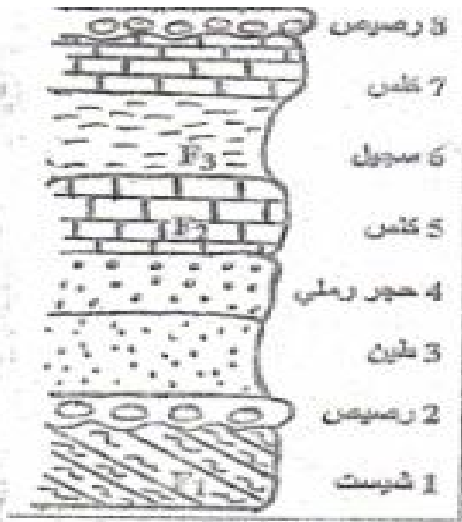 8 رصيص
7 كلس
6 سجيل
F3
5 كلس
F2
4 حجر رملي
3 طين
2 رصيص
1 شيست
F1